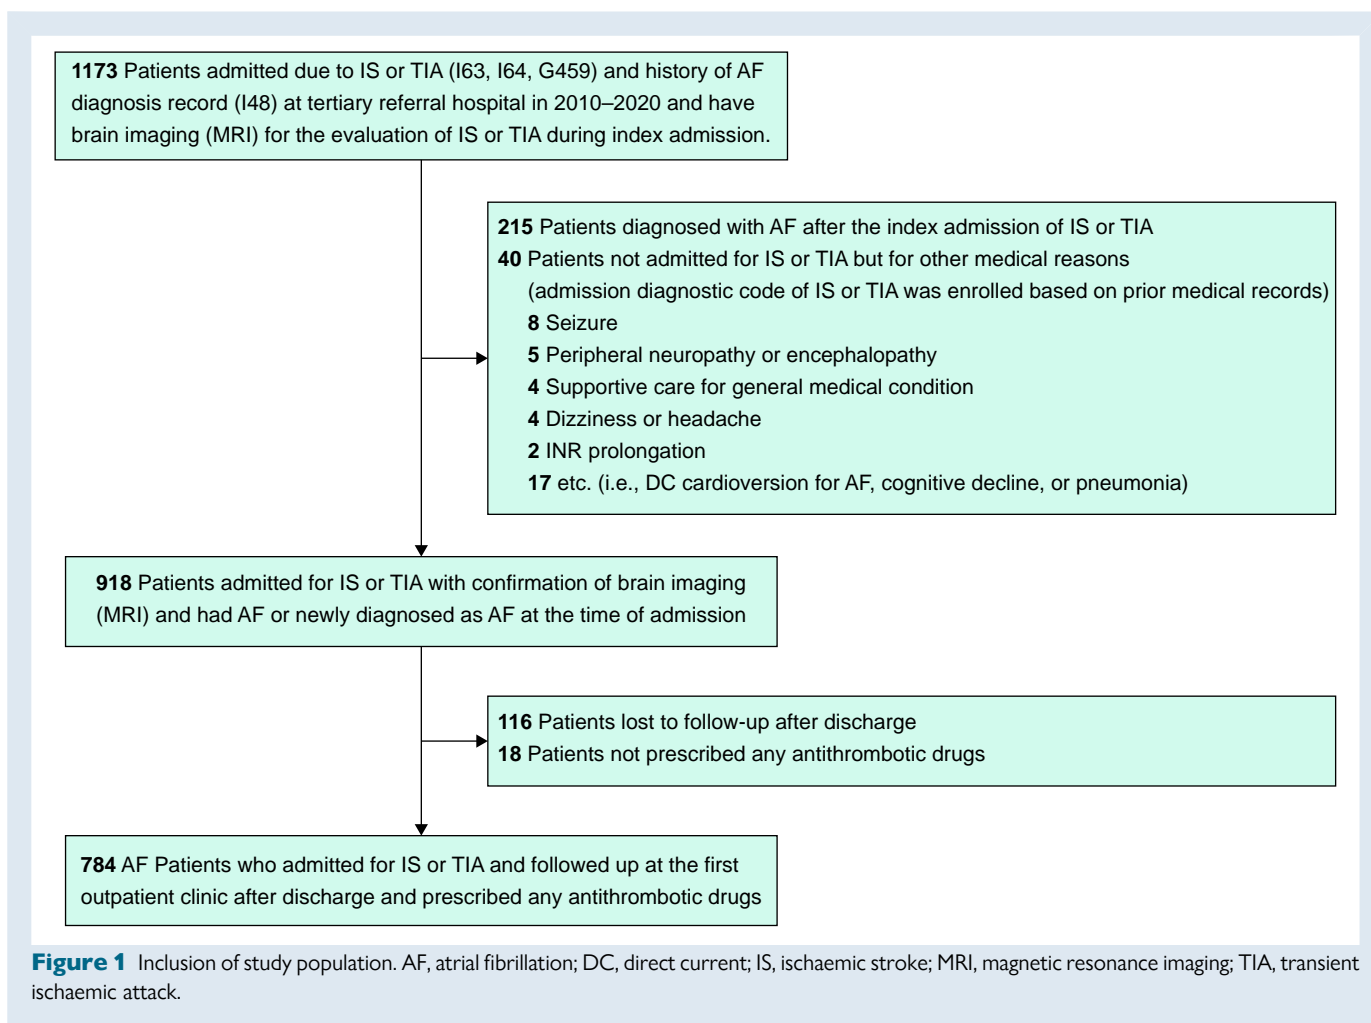 1173 Patients admitted due to IS or TIA (I63, I64, G459) and history of AF
diagnosis record (I48) at tertiary referral hospital in 2010–2020 and have
brain imaging (MRI) for the evaluation of IS or TIA during index admission.
215 Patients diagnosed with AF after the index admission of IS or TIA
40 Patients not admitted for IS or TIA but for other medical reasons
(admission diagnostic code of IS or TIA was enrolled based on prior medical records)
8 Seizure
5 Peripheral neuropathy or encephalopathy
4 Supportive care for general medical condition
4 Dizziness or headache
2 INR prolongation
17 etc. (i.e., DC cardioversion for AF, cognitive decline, or pneumonia)
918 Patients admitted for IS or TIA with confirmation of brain imaging
(MRI) and had AF or newly diagnosed as AF at the time of admission
116 Patients lost to follow-up after discharge
18 Patients not prescribed any antithrombotic drugs
784 AF Patients who admitted for IS or TIA and followed up at the first
outpatient clinic after discharge and prescribed any antithrombotic drugs
Figure 1 Inclusion of study population. AF, atrial fibrillation; DC, direct current; IS, ischaemic stroke; MRI, magnetic resonance imaging; TIA, transient
ischaemic attack.